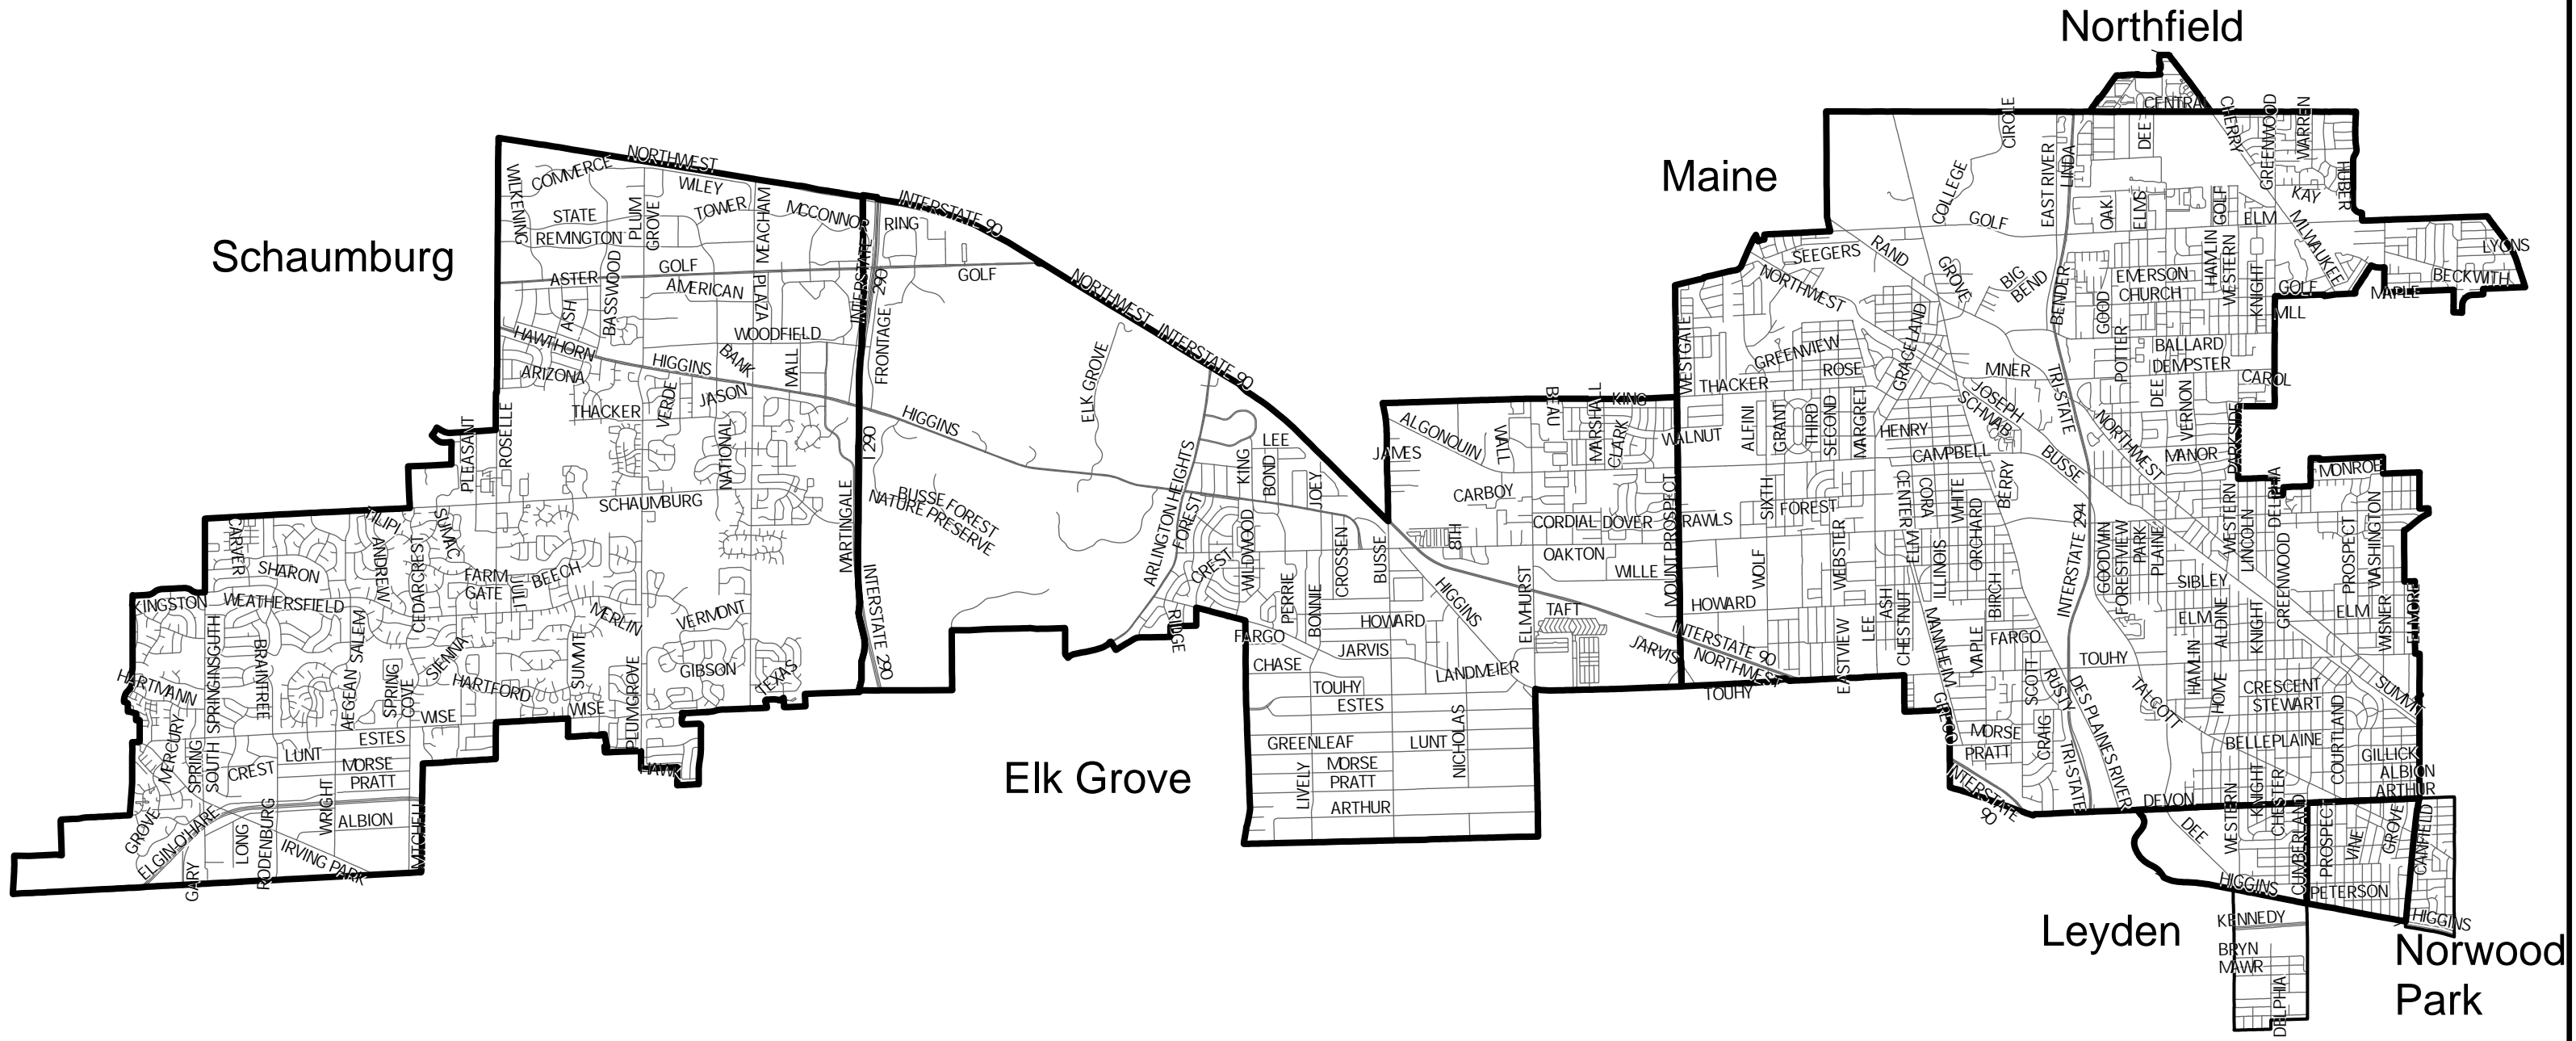 Northfield
Maine
Schaumburg
Elk Grove
Leyden
Norwood
Park
NORTHWEST
COMMERCE
WILKENING
WILEY
STATE
REMINGTON
PLUM
GROVE
TOWER
MEACHAM
MCCONNOR
INTERSTATE 90
RING
INTERSTATE 290
ASTER
GOLF
GOLF
BASSWOOD
ASH
AMERICAN
PLAZA
WOODFIELD
FRONTAGE
HAWTHORN
ARIZONA
HIGGINS
BANK
MALL
VERDE
JASON
THACKER
NATIONAL
PLEASANT
ROSELLE
SCHAUMBURG
I 290
MARTINGALE
HIGGINS
BUSSE FOREST
NATURE PRESERVE
INTERSTATE 290
CARVER
TILIPI
SUMAC
SHARON
ANDREW
CEDARCREST
FARM
GATE
BEECH
KINGSTON
WEATHERSFIELD
MERLIN
VERMONT
BRAINTREE
SALEM
AEGEAN
SIENNA
SPRING
COVE
HARTFORD
SUMMIT
GIBSON
TEXAS
HARTMANN
WISE
WISE
PLUMGROVE
HAWK
MERCURY
SPRING
SOUTH SPRINGINSGUTH
ESTES
LUNT
MORSE
PRATT
CREST
WRIGHT
ALBION
MITCHELL
GROVE
ELGIN-O'HARE
LONG
RODENBURG
IRVING PARK
GARY
NORTHWEST
INTERSTATE 90
ELK GROVE
ARLINGTON HEIGHTS
FOREST
LEE
KING
BOND
JOEY
WILDWOOD
CREST
RIDGE
PERRIE
BONNIE
CROSSEN
BUSSE
FARGO
HOWARD
JARVIS
CHASE
TOUHY
ESTES
LANDMEIER
GREENLEAF
LUNT
NICHOLAS
MORSE
PRATT
LIVELY
ARTHUR
HIGGINS
ALGONQUIN
JAMES
WALL
BEAU
MARSHALL
KING
CLARK
CARBOY
CORDIAL
DOVER
OAKTON
WILLE
ELMHURST
TAFT
JARVIS
MOUNT PROSPECT
INTERSTATE 90
NORTHWEST
TOUHY
WESTGATE
WALNUT
RAWLS
HOWARD
CENTRAL
CIRCLE
COLLEGE
EAST RIVER
LINDA
DEE
CHERRY
GREENWOOD
WARREN
HUBER
KAY
GOLF
OAK
ELMS
GOLF
ELM
MILWAUKEE
LYONS
BECKWITH
MAPLE
GOLF
MILL
SEEGERS
RAND
NORTHWEST
GROVE
BIG
BEND
BENDER
GOOD
EMERSON
CHURCH
HAMLIN
WESTERN
KNIGHT
GREENVIEW
GRACELAND
ROSE
THACKER
MINER
POTTER
BALLARD
DEMPSTER
CAROL
ALFINI
GRANT
THIRD
SECOND
MARGRET
HENRY
JOSEPH
SCHWAB
TRI-STATE
NORTHWEST
DEE
VERNON
PARKSIDE
MANOR
CAMPBELL
BUSSE
MONROE
SIXTH
FOREST
CENTER
CORA
WHITE
BERRY
ELM
ILLINOIS
ORCHARD
BIRCH
WOLF
WEBSTER
INTERSTATE 294
GOODWIN
FORESTVIEW
PARK
PLAINE
WESTERN
LINCOLN
DELPHIA
GREENWOOD
PROSPECT
WASHINGTON
SIBLEY
ELM
ELM
ALDINE
KNIGHT
WISNER
ELMORE
EASTVIEW
LEE
ASH
CHESTNUT
MANNHEIM
MAPLE
FARGO
TOUHY
SCOTT
RUSTY
DES PLAINES RIVER
TALCOTT
HAMLIN
HOME
CRESCENT
STEWART
SUMMIT
GRECO
MORSE
PRATT
CRAIG
TRI-STATE
BELLEPLAINE
COURTLAND
GILLICK
ALBION
ARTHUR
INTERSTATE
90
DEVON
DEE
WESTERN
KNIGHT
CHESTER
CUMBERLAND
PROSPECT
VINE
GROVE
CANFIELD
HIGGINS
PETERSON
HIGGINS
KENNEDY
BRYN
MAWR
DELPHIA